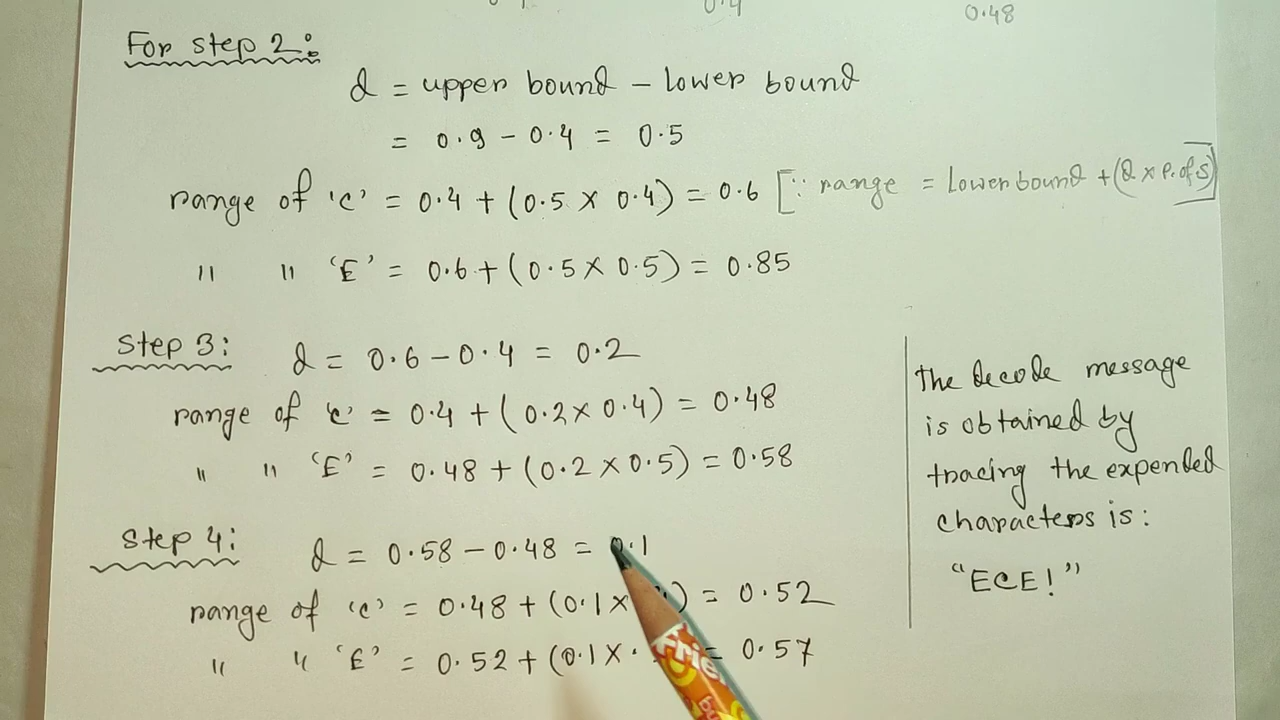 0.48
For step 2:
d = upper bound - lower bound
= 0.9 - 0.4 = 0.5
range of 'C' = 0.4 + (0.5 × 0.4) = 0.6 [∵ range = Lower bound + (d × P. of S)]
" " 'E' = 0.6 + (0.5 × 0.5) = 0.85
Step 3: d = 0.6 - 0.4 = 0.2
range of 'c' = 0.4 + (0.2 × 0.4) = 0.48
" " 'E' = 0.48 + (0.2 × 0.5) = 0.58
Step 4: d = 0.58 - 0.48 = 0.1
range of 'c' = 0.48 + (0.1 × ) = 0.52
" " 'E' = 0.52 + (0.1 × = 0.57
The decode message
is obtained by
tracing the expended
characters is:
"ECE!"